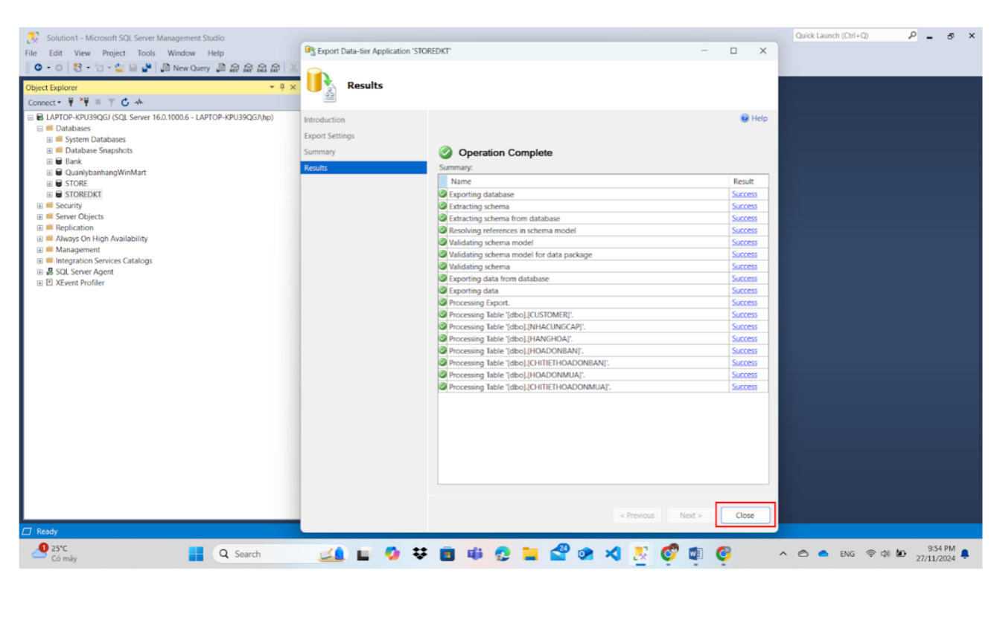 Solution1 - Microsoft SQL Server Management Studio
Quick Launch (Ctrl+Q)
File Edit View Project Tools Window Help
New Query
Object Explorer
Connect
LAPTOP-KPU39QGJ (SQL Server 16.0.1000.6 - LAPTOP-KPU39QGJ\hp)
Databases
System Databases
Database Snapshots
Bank
QuanlybanhangWinMart
STORE
STOREDKT
Security
Server Objects
Replication
Always On High Availability
Management
Integration Services Catalogs
SQL Server Agent
XEvent Profiler
Export Data-tier Application 'STOREDKT'
Results
Introduction
Export Settings
Summary
Results
Help
Operation Complete
Summary:
Name Result
Exporting database Success
Extracting schema Success
Extracting schema from database Success
Resolving references in schema model Success
Validating schema model Success
Validating schema model for data package Success
Validating schema Success
Exporting data from database Success
Exporting data Success
Processing Export. Success
Processing Table '[dbo].[CUSTOMER]'. Success
Processing Table '[dbo].[NHACUNGCAP]'. Success
Processing Table '[dbo].[HANGHOA]'. Success
Processing Table '[dbo].[HOADONBAN]'. Success
Processing Table '[dbo].[CHITIETHOADONBAN]'. Success
Processing Table '[dbo].[HOADONMUA]'. Success
Processing Table '[dbo].[CHITIETHOADONMUA]'. Success
< Previous Next > Close
Ready
1
25°C
Có mây
Search
29
ENG
9:54 PM
27/11/2024